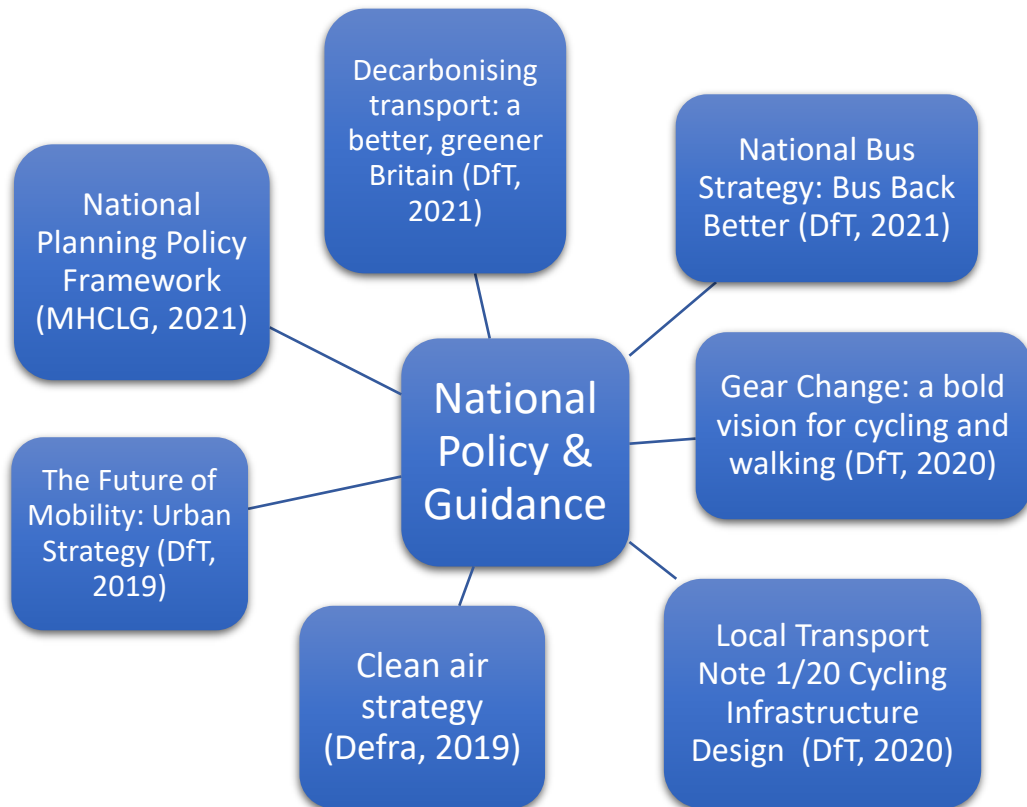 Decarbonising
transport: a
better, greener
Britain (DfT,
2021)
National Bus
Strategy: Bus Back
Better (DfT, 2021)
National
Planning Policy
Framework
(MHCLG, 2021)
National
Policy &
Guidance
Gear Change: a bold
vision for cycling and
walking (DfT, 2020)
The Future of
Mobility: Urban
Strategy (DfT,
2019)
Clean air
strategy
(Defra, 2019)
Local Transport
Note 1/20 Cycling
Infrastructure
Design  (DfT, 2020)